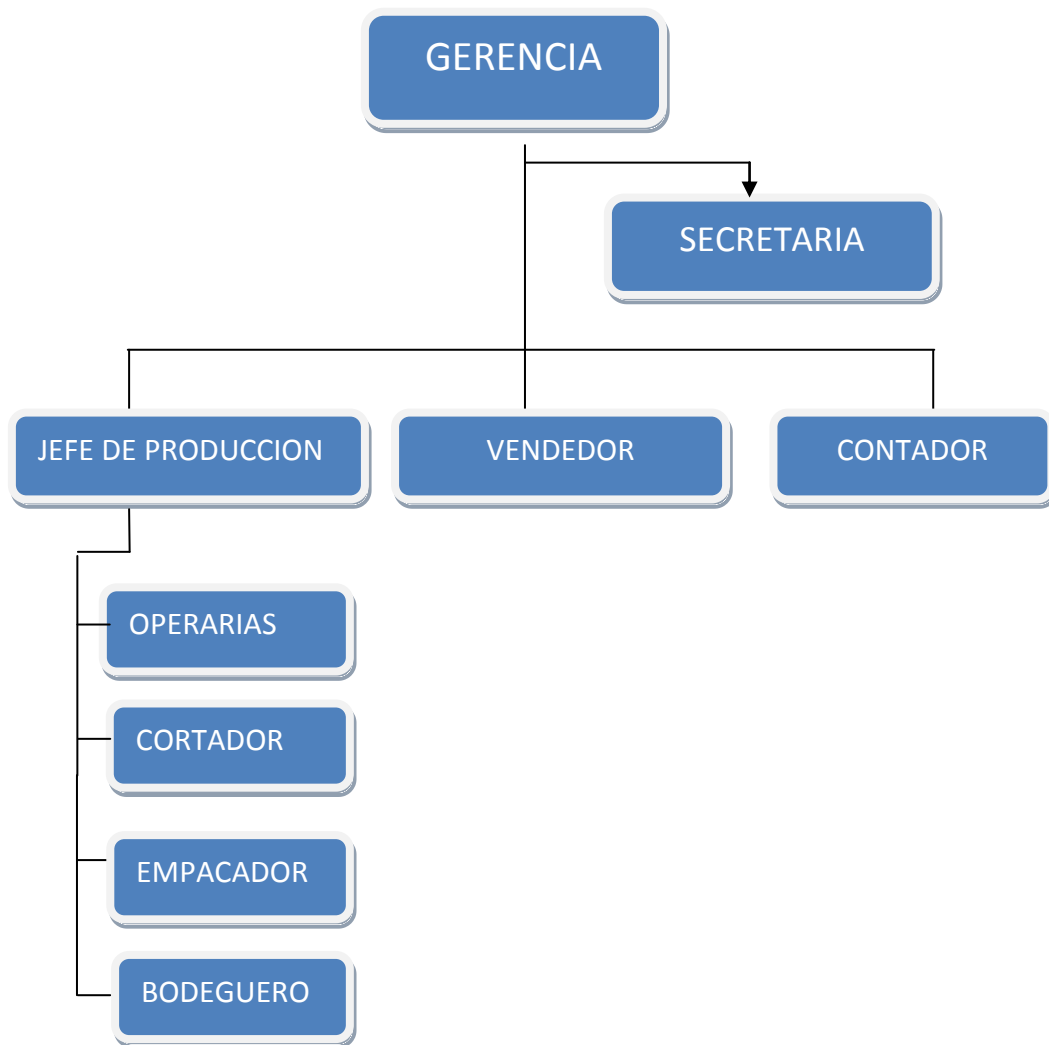 GERENCIA
SECRETARIA
JEFE DE PRODUCCION
VENDEDOR
CONTADOR
OPERARIAS
CORTADOR
EMPACADOR
BODEGUERO